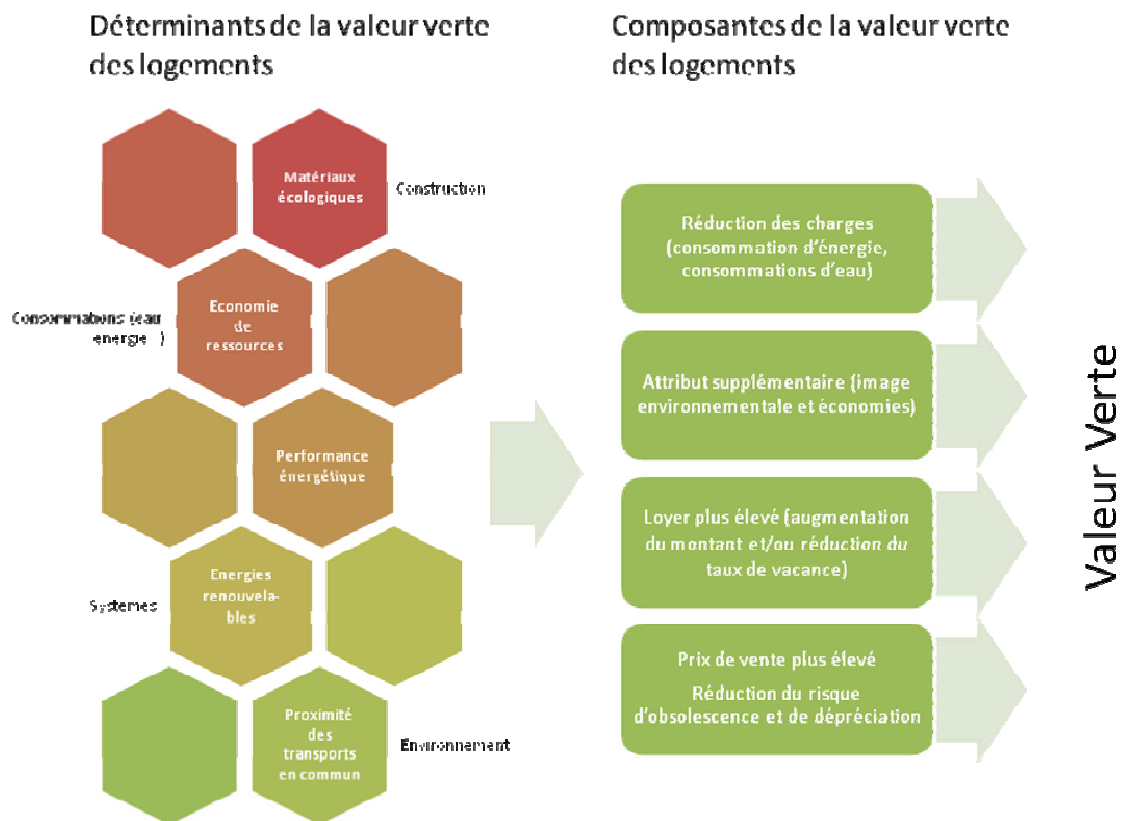 Déterminants de la valeur verte
des logements
Composantes de la valeur verte
des logements
Matériaux
écologiques
Construction
Consommations (eau
energie...)
Economie
de
ressources
Performance
énergétique
Systemes
Energies
renouvela-
bles
Proximité
des
transports
en commun
Environnement
Réduction des charges
(consommation d'énergie,
consommations d'eau)
Attribut supplémentaire (image
environnementale et économies)
Loyer plus élevé (augmentation
du montant et/ou réduction du
taux de vacance)
Prix de vente plus élevé
Réduction du risque
d'obsolescence et de dépréciation
Valeur Verte